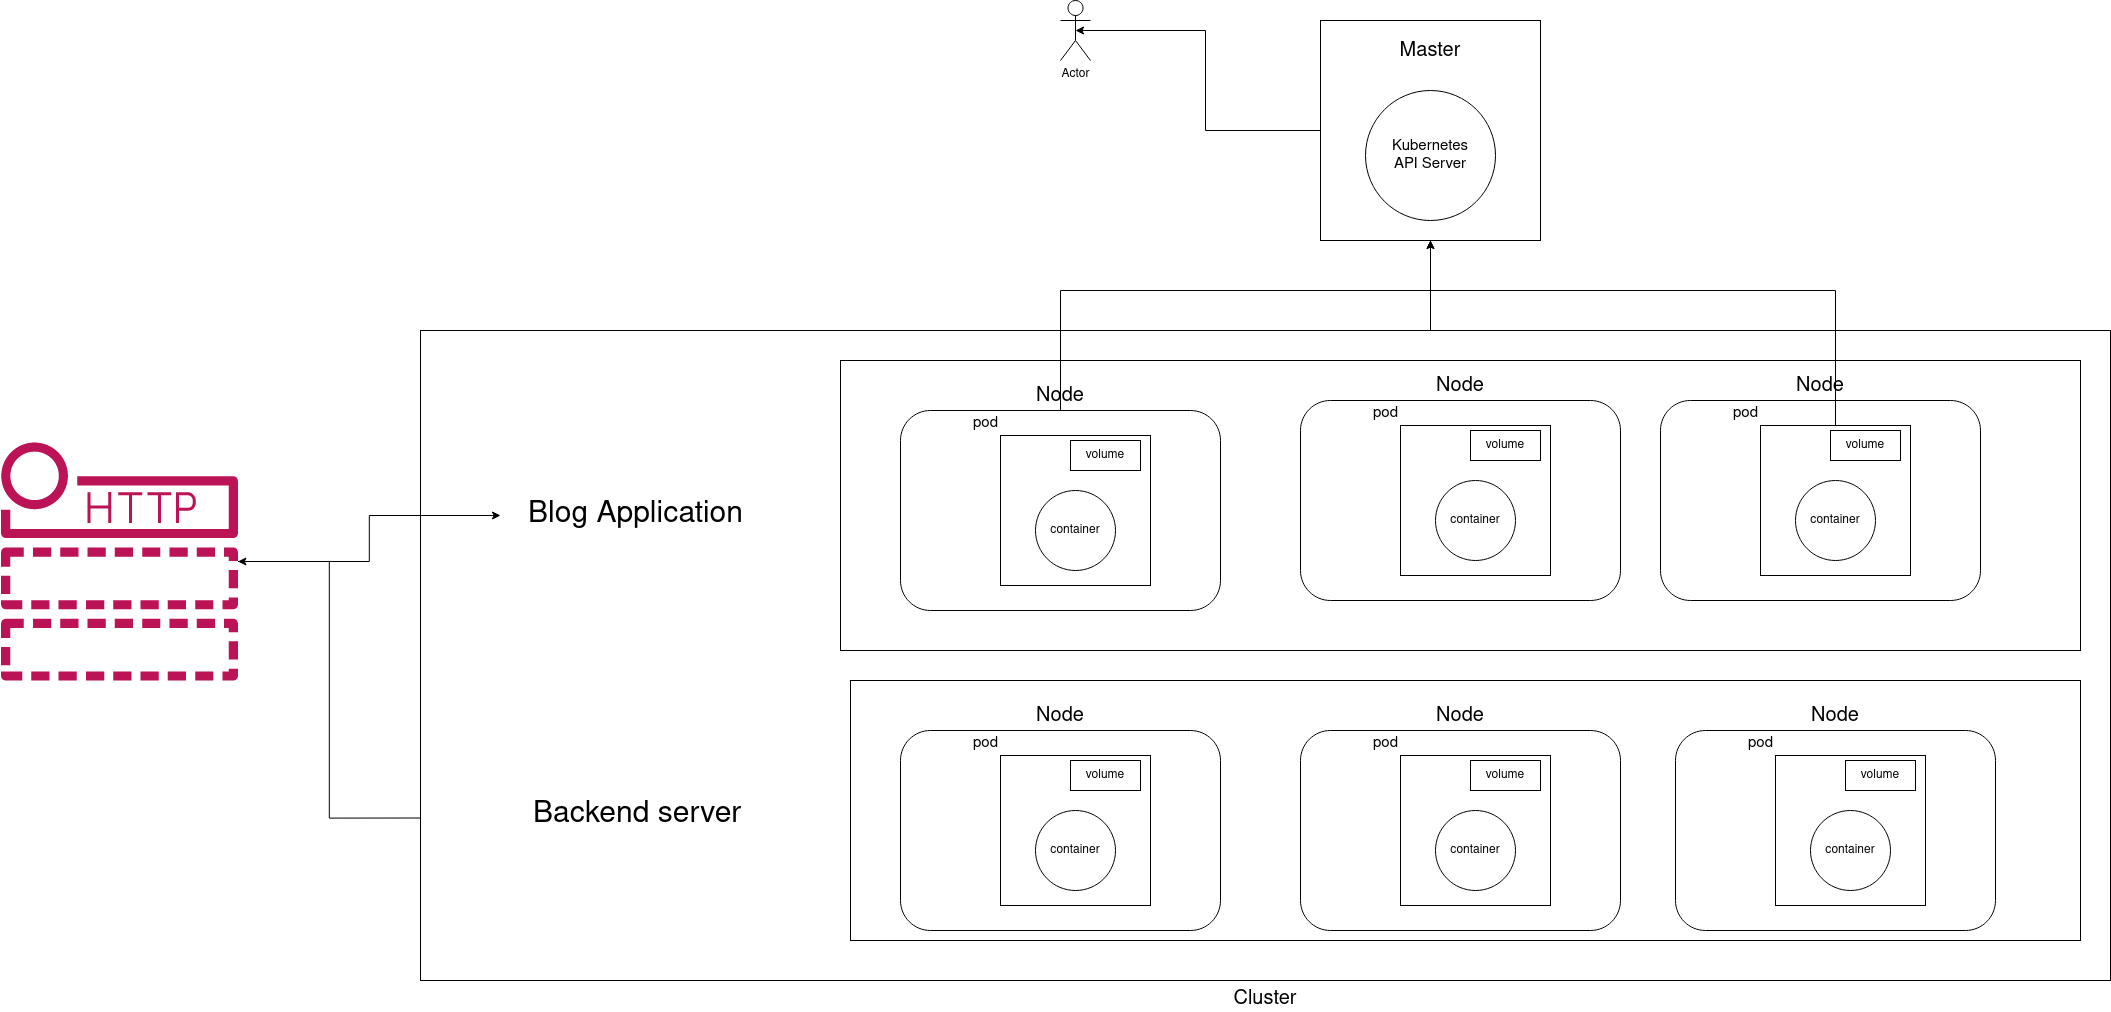 Actor
Master
Kubernetes
API Server
Node
Node
Node
pod
pod
pod
volume
volume
volume
container
container
container
HTTP
Blog Application
Node
Node
Node
pod
pod
pod
volume
volume
volume
container
container
container
Backend server
Cluster